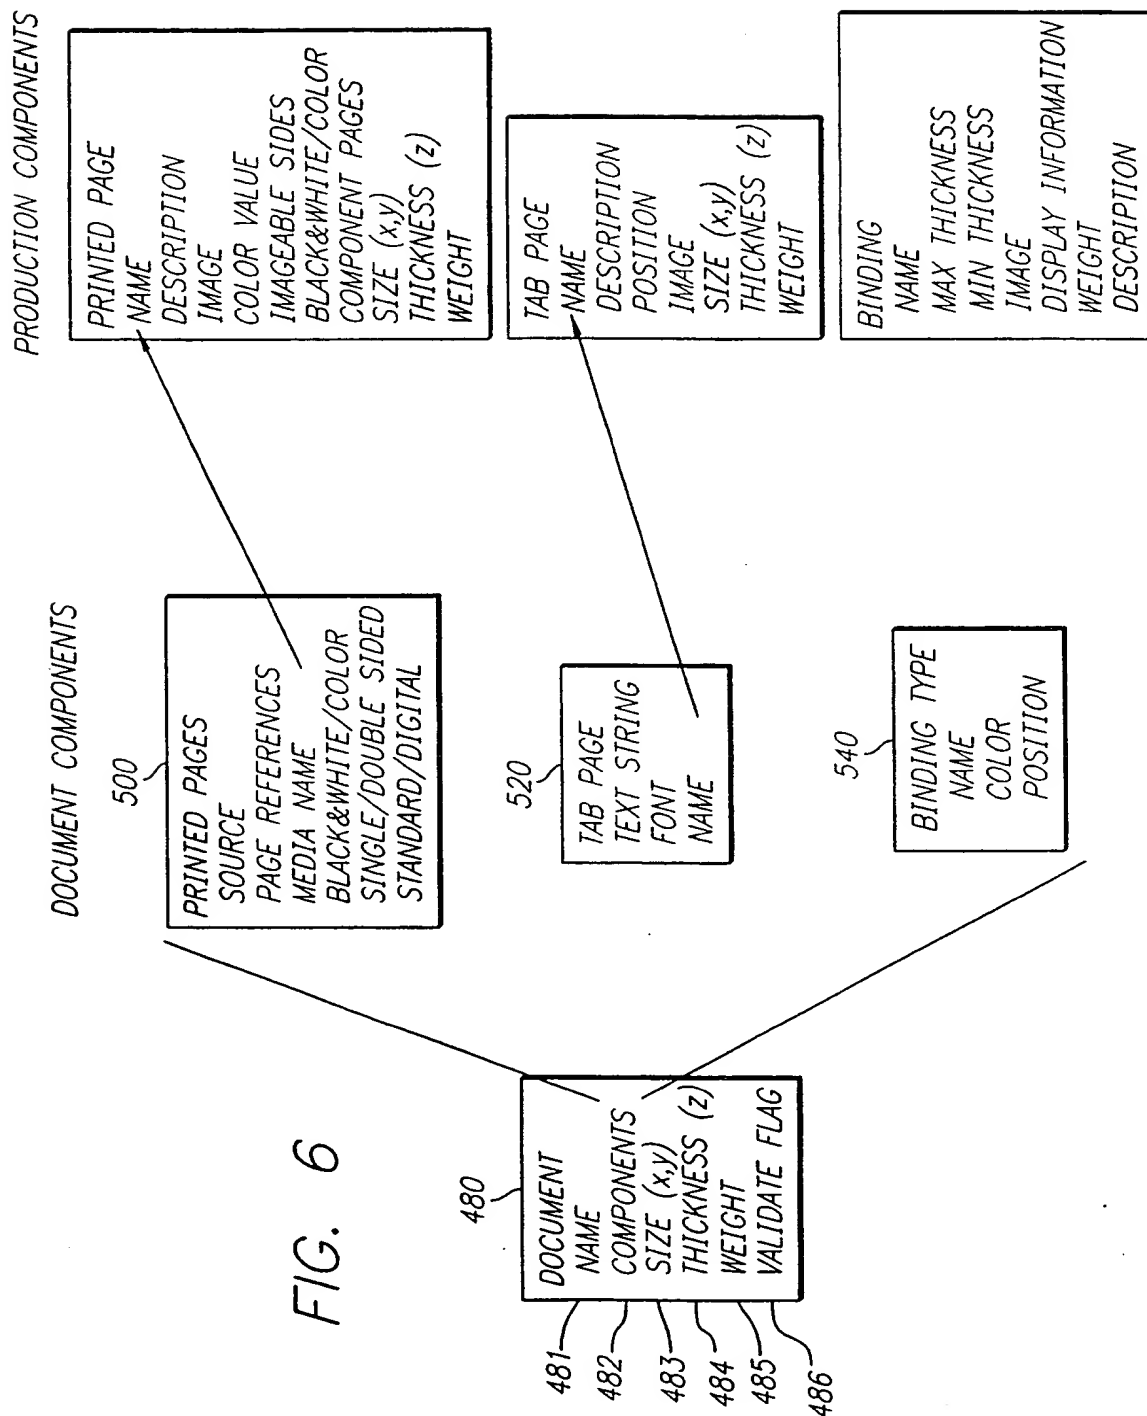 FIG. 6
480
DOCUMENT
NAME
COMPONENTS
SIZE (x,y)
THICKNESS (z)
WEIGHT
VALIDATE FLAG
481
482
483
484
485
486
DOCUMENT COMPONENTS
500
PRINTED PAGES
SOURCE
PAGE REFERENCES
MEDIA NAME
BLACK&WHITE/COLOR
SINGLE/DOUBLE SIDED
STANDARD/DIGITAL
520
TAB PAGE
TEXT STRING
FONT
NAME
540
BINDING TYPE
NAME
COLOR
POSITION
PRODUCTION COMPONENTS
PRINTED PAGE
NAME
DESCRIPTION
IMAGE
COLOR VALUE
IMAGEABLE SIDES
BLACK&WHITE/COLOR
COMPONENT PAGES
SIZE (x,y)
THICKNESS (z)
WEIGHT
TAB PAGE
NAME
DESCRIPTION
POSITION
IMAGE
SIZE (x,y)
THICKNESS (z)
WEIGHT
BINDING
NAME
MAX THICKNESS
MIN THICKNESS
IMAGE
DISPLAY INFORMATION
WEIGHT
DESCRIPTION